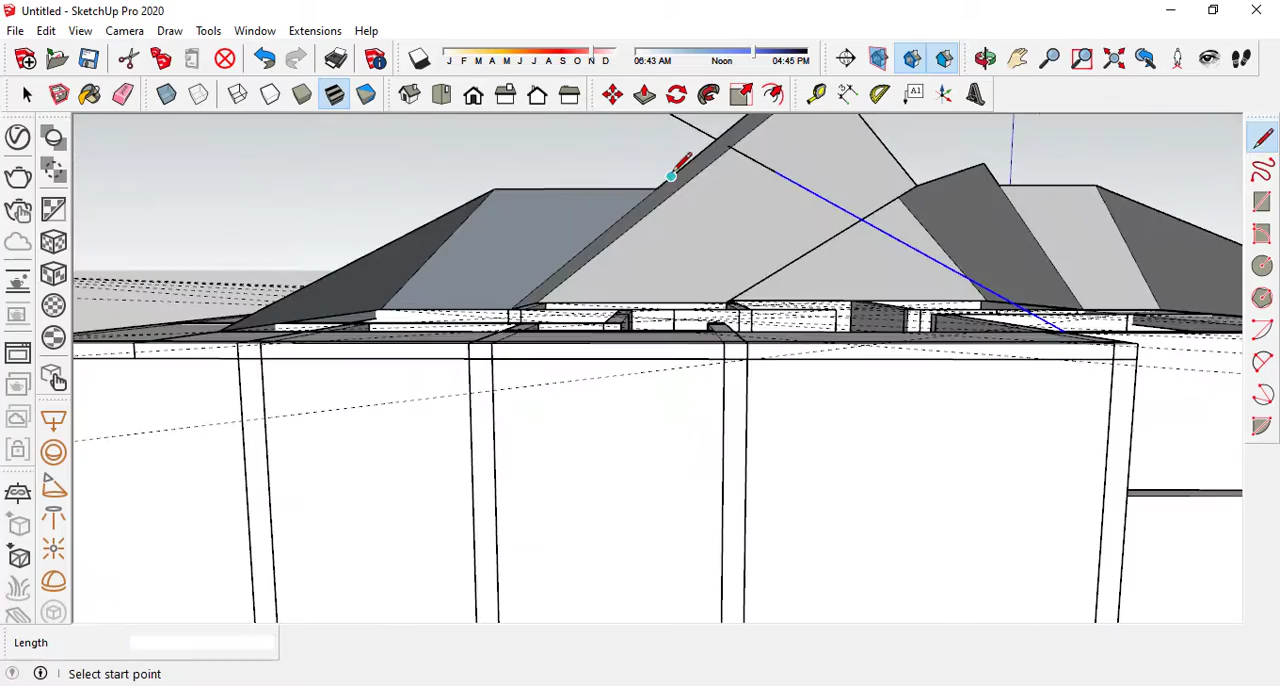 Untitled - SketchUp Pro 2020
File Edit View Camera Draw Tools Window Extensions Help
J F M A M J J A S O N D 06:43 AM Noon 04:45 PM
A1
Length
Select start point